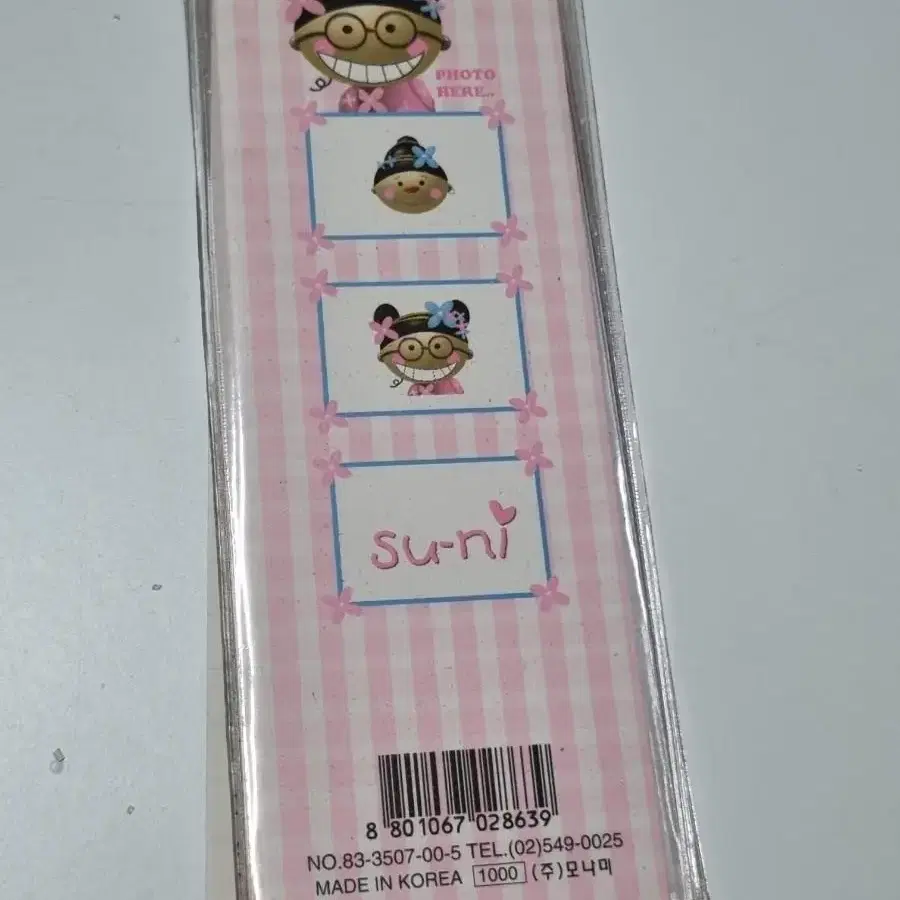 PHOTO
HERE..
su-ni
8 801067 028639
NO.83-3507-00-5 TEL.(02)549-0025
MADE IN KOREA 1000 (주)모나미